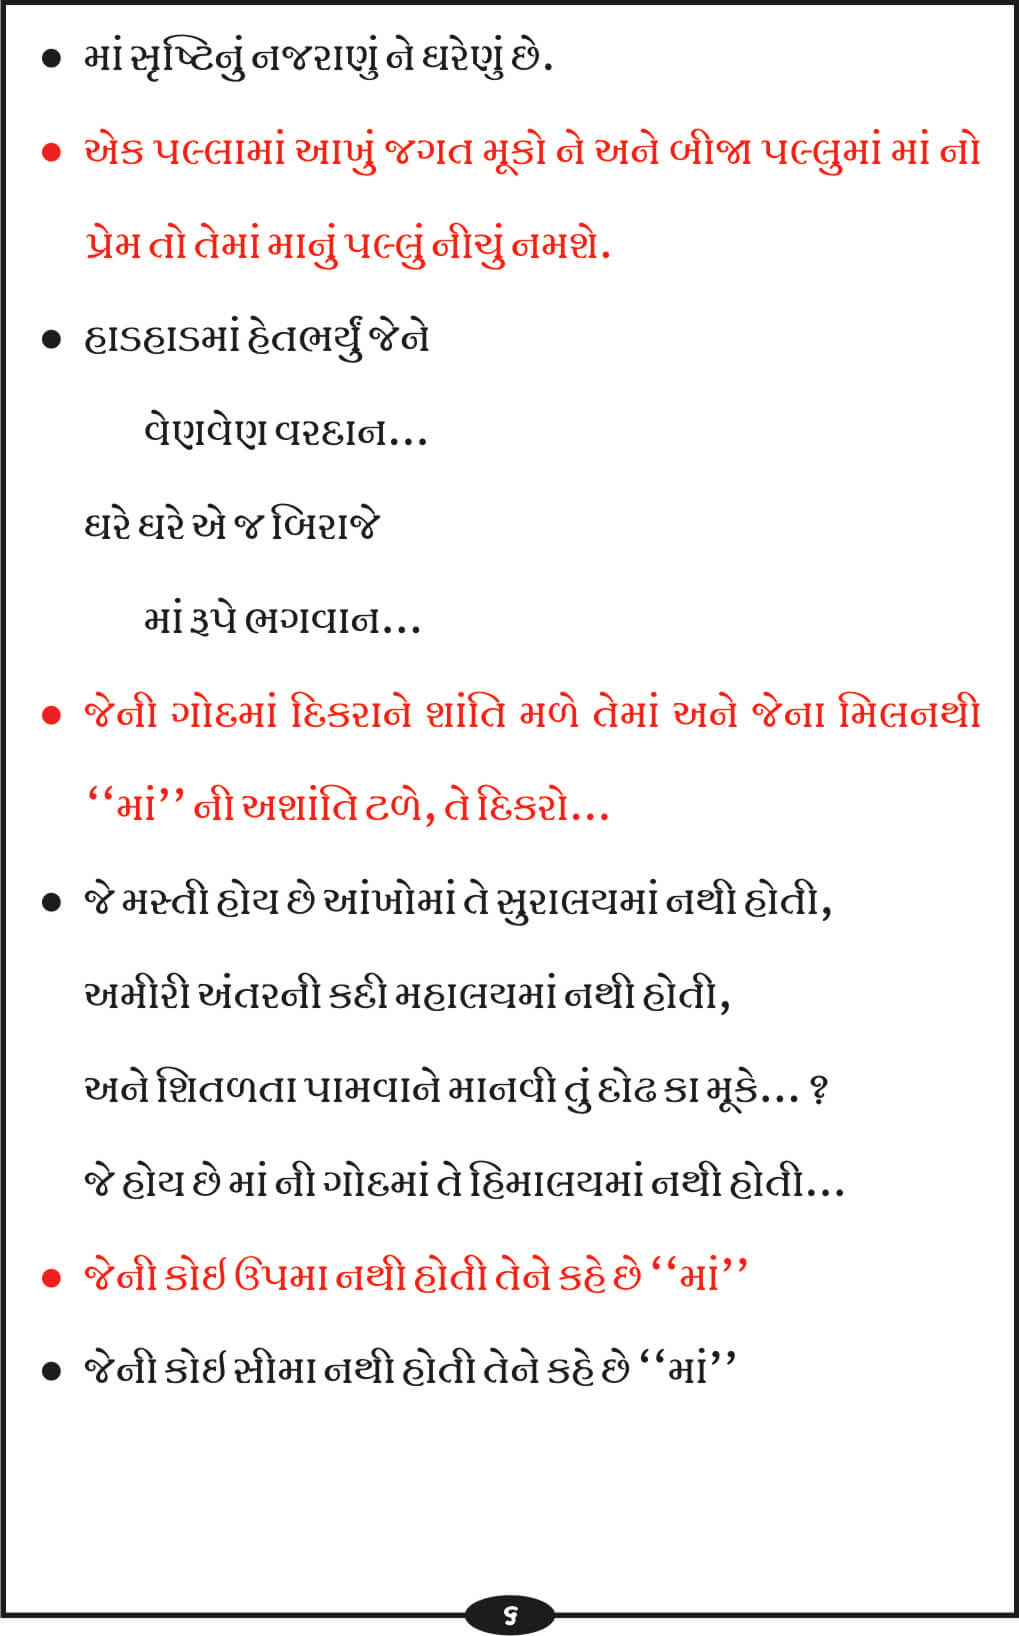 ● માં સૃષ્ટિનું નજરાણું ને ઘરેણું છે.
● એક પલ્લામાં આખું જગત મૂકો ને અને બીજા પલ્લુમાં માં નો
પ્રેમ તો તેમાં માનું પલ્લું નીચું નમશે.
● હાડહાડમાં હેતભર્યું જેને
વેણવેણ વરદાન...
ઘરે ઘરે એ જ બિરાજે
માં રૂપે ભગવાન...
● જેની ગોદમાં દિકરાને શાંતિ મળે તેમાં અને જેના મિલનથી
‘‘માં’’ ની અશાંતિ ટળે, તે દિકરો...
● જે મસ્તી હોય છે આંખોમાં તે સુરાલયમાં નથી હોતી,
અમીરી અંતરની કદી મહાલયમાં નથી હોતી,
અને શિતળતા પામવાને માનવી તું દોઢ કા મૂકે... ?
જે હોય છે માં ની ગોદમાં તે હિમાલયમાં નથી હોતી...
● જેની કોઈ ઉપમા નથી હોતી તેને કહે છે ‘‘માં’’
● જેની કોઈ સીમા નથી હોતી તેને કહે છે ‘‘માં’’
૬